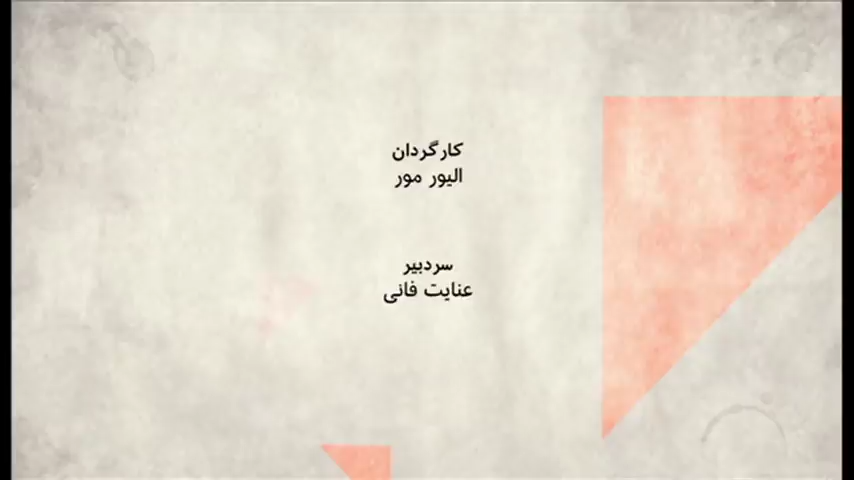 کارگردان
الیور مور
سردبیر
عنایت فانی